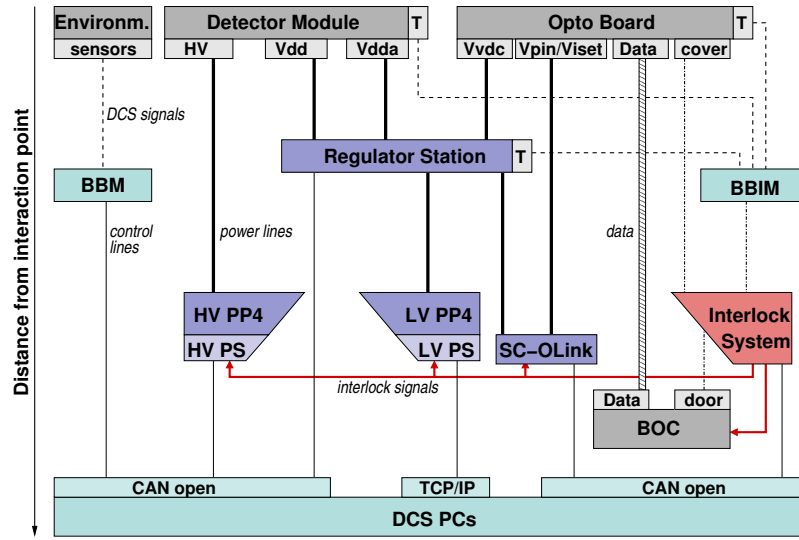 Environm.
Detector Module
T
Opto Board
T
sensors
HV
Vdd
Vdda
Vvdc
Vpin/Viset
Data
cover
DCS signals
Regulator Station
T
BBM
BBIM
control
lines
power lines
data
Distance from interaction point
HV PP4
LV PP4
Interlock
System
HV PS
LV PS
SC-OLink
interlock signals
Data
door
BOC
CAN open
TCP/IP
CAN open
DCS PCs